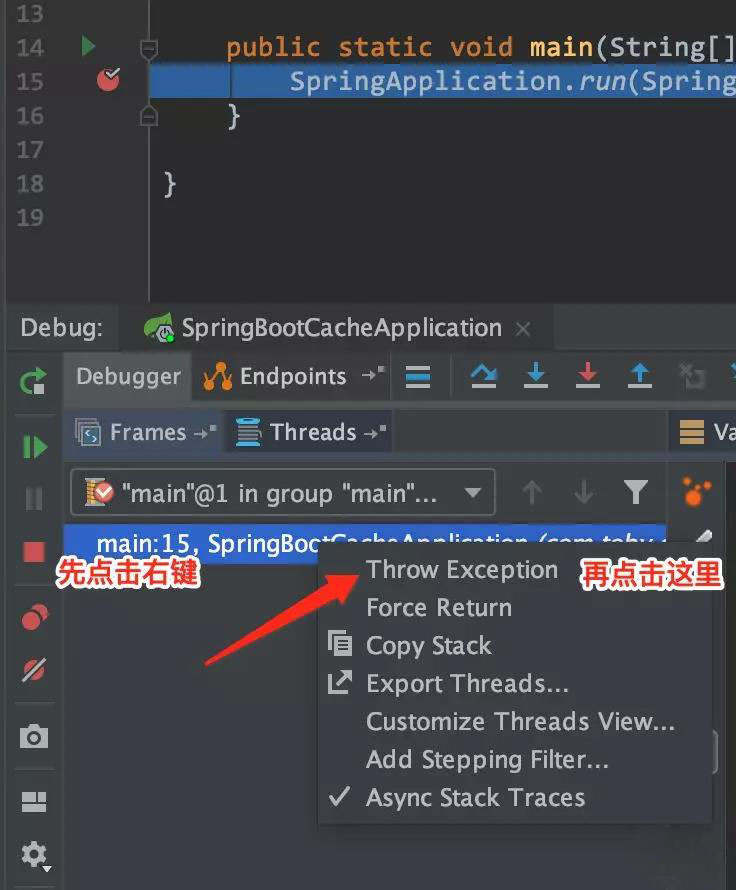 13
14 public static void main(String[]
15 SpringApplication.run(Spring
16 }
17
18 }
19
Debug: SpringBootCacheApplication ×
Debugger Endpoints
Frames Threads Va
"main"@1 in group "main"...
main:15, SpringBootCacheApplication (com.toby
先点击右键 Throw Exception 再点击这里
Force Return
Copy Stack
Export Threads...
Customize Threads View...
Add Stepping Filter...
Async Stack Traces